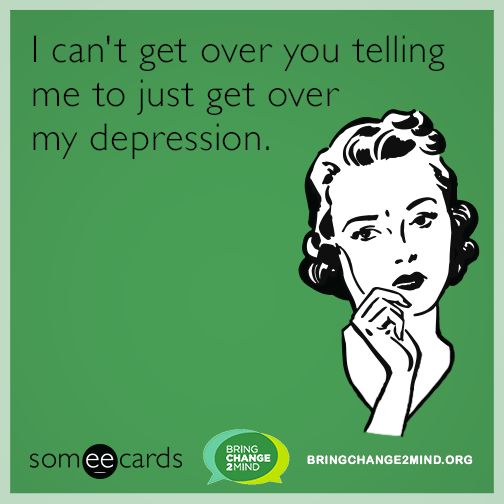 I can't get over you telling
me to just get over
my depression.
someecards
BRING
CHANGE
2MIND
BRINGCHANGE2MIND.ORG